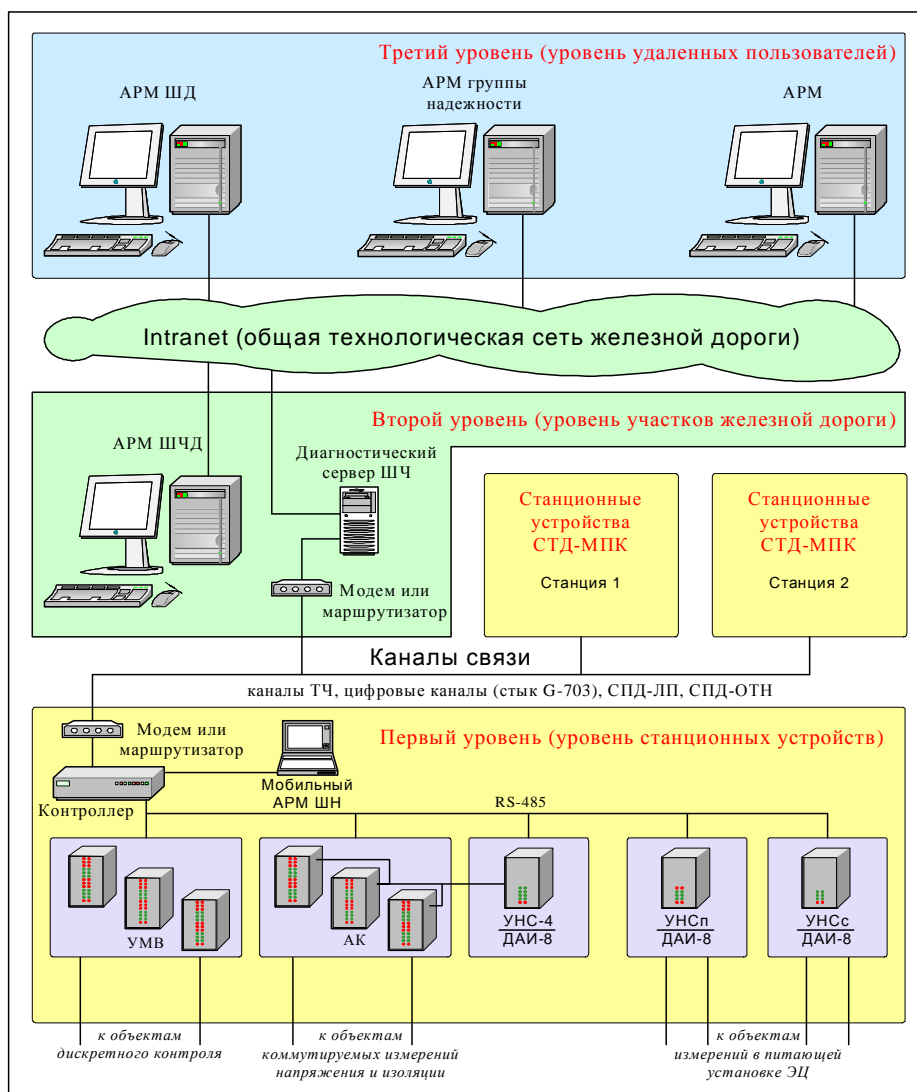 Третий уровень (уровень удаленных пользователей)
АРМ ШД
АРМ группы
надежности
АРМ
Intranet (общая технологическая сеть железной дороги)
Второй уровень (уровень участков железной дороги)
АРМ ШЧД
Диагностический
сервер ШЧ
Модем или
маршрутизатор
Станционные
устройства
СТД-МПК
Станция 1
Станционные
устройства
СТД-МПК
Станция 2
Каналы связи
каналы ТЧ, цифровые каналы (стык G-703), СПД-ЛП, СПД-ОТН
Первый уровень (уровень станционных устройств)
Модем или
маршрутизатор
Мобильный
АРМ ШН
Контроллер
RS-485
УМВ
АК
УНС-4
ДАИ-8
УНСп
ДАИ-8
УНСс
ДАИ-8
к объектам
дискретного контроля
к объектам
коммутируемых измерений
напряжения и изоляции
к объектам
измерений в питающей
установке ЭЦ